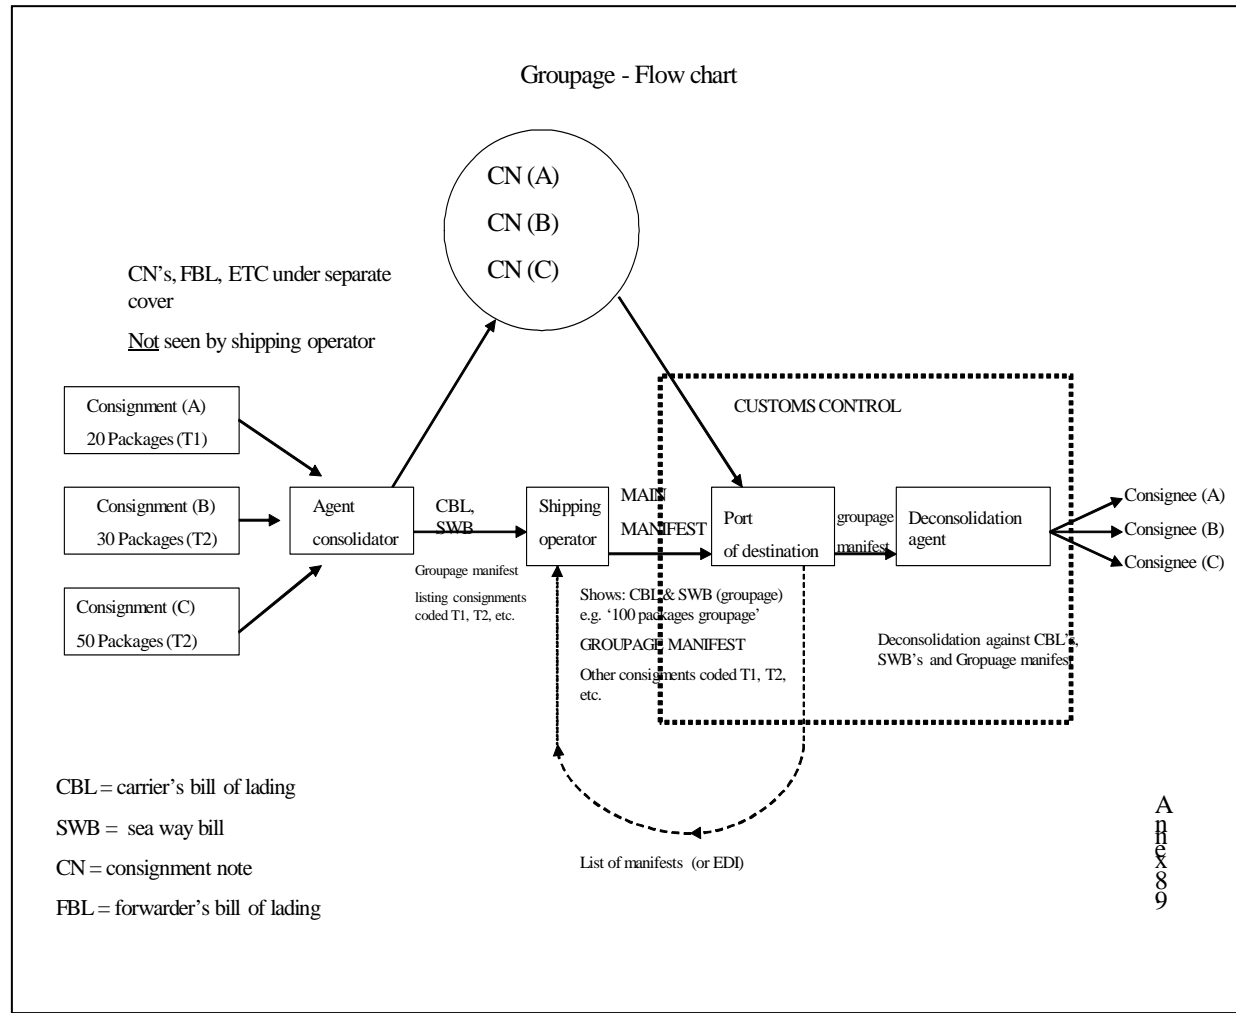 Groupage - Flow chart
CN (A)
CN (B)
CN (C)
CN's, FBL, ETC under separate
cover
Not seen by shipping operator
Consignment (A)
20 Packages (T1)
Consignment (B)
30 Packages (T2)
Consignment (C)
50 Packages (T2)
Agent
consolidator
CBL,
SWB
Groupage manifest
listing consignments
coded T1, T2, etc.
Shipping
operator
MAIN
MANIFEST
Shows: CBL & SWB (groupage)
e.g. '100 packages groupage'
GROUPAGE MANIFEST
Other consigments coded T1, T2,
etc.
CUSTOMS CONTROL
Port
of destination
groupage
manifest
Deconsolidation
agent
Deconsolidation against CBL's,
SWB's and Gropuage manifest
Consignee (A)
Consignee (B)
Consignee (C)
List of manifests (or EDI)
CBL = carrier's bill of lading
SWB = sea way bill
CN = consignment note
FBL = forwarder's bill of lading
Annex89